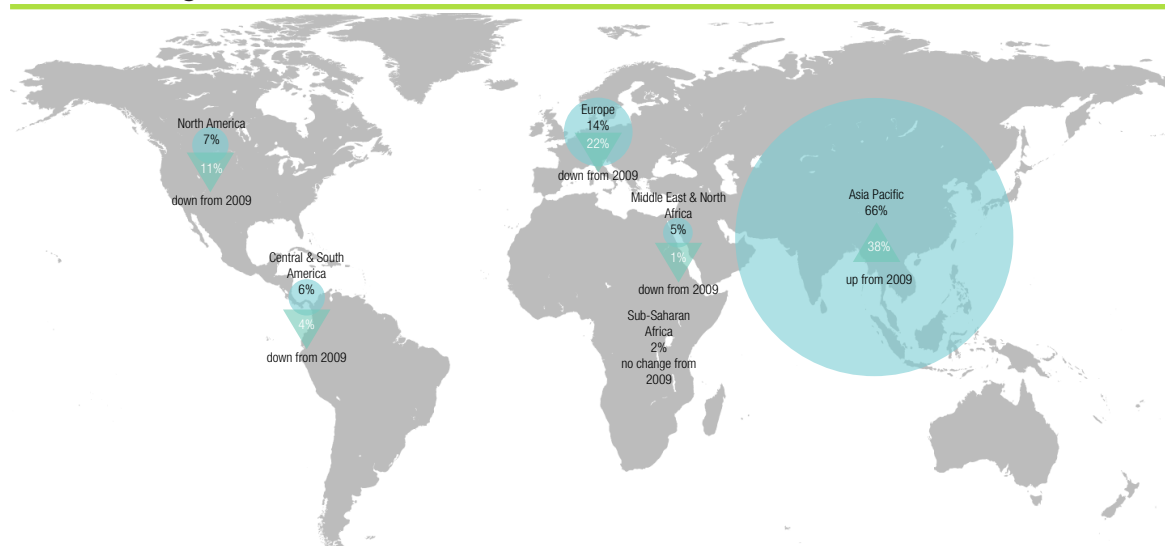 North America
7%
11%
down from 2009
Central & South
America
6%
4%
down from 2009
Europe
14%
22%
down from 2009
Middle East & North
Africa
5%
1%
down from 2009
Sub-Saharan
Africa
2%
no change from
2009
Asia Pacific
66%
38%
up from 2009